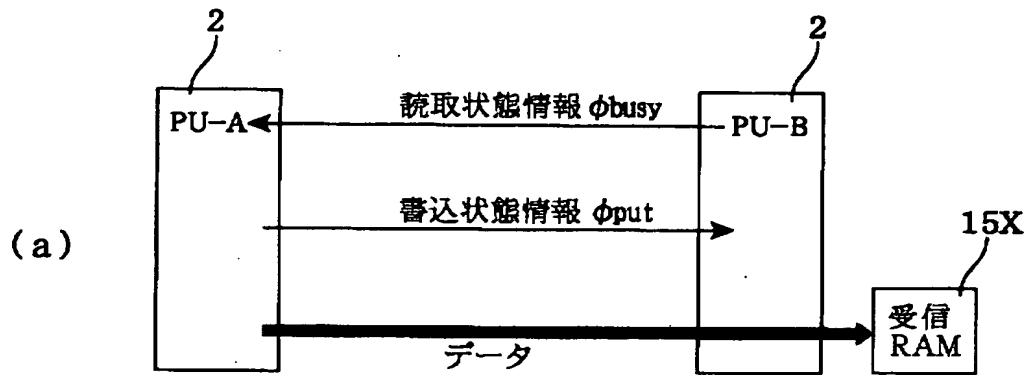 2
2
読取状態情報 φbusy
PU-A
PU-B
書込状態情報 φput
(a)
15X
受信
RAM
データ